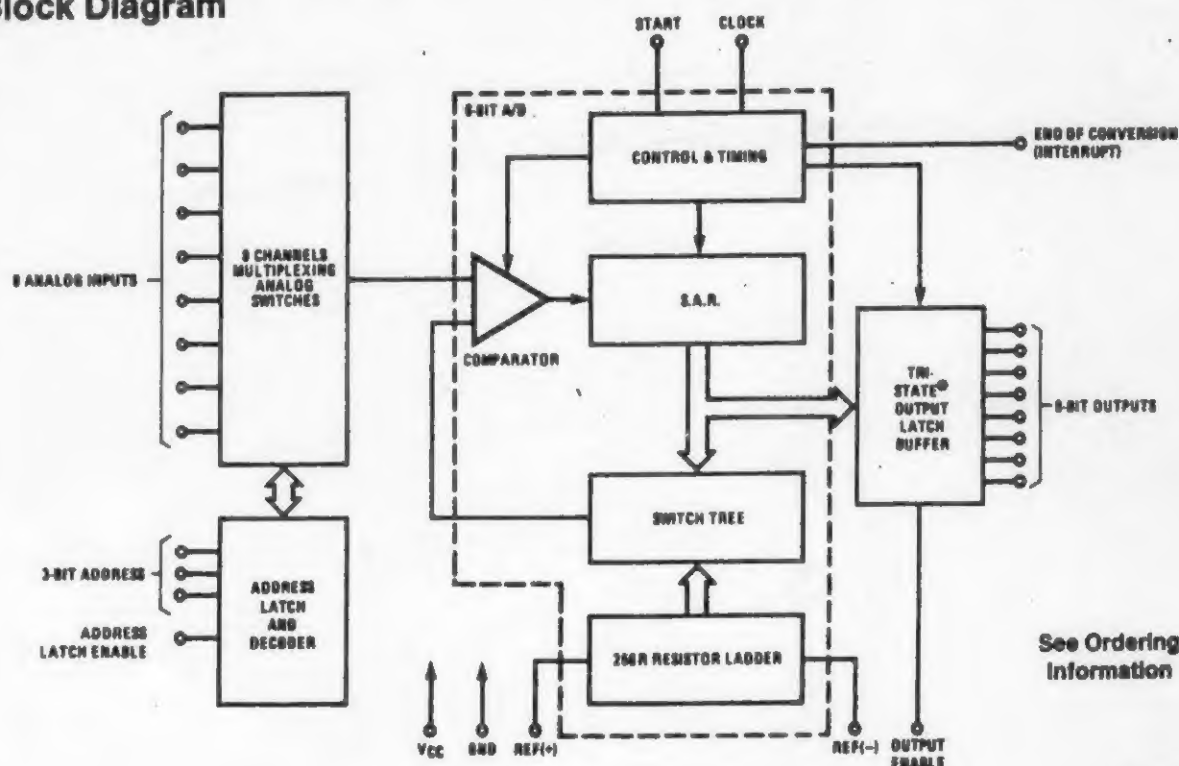 Block Diagram
START
CLOCK
8-BIT A/D
CONTROL & TIMING
END OF CONVERSION
(INTERRUPT)
8 ANALOG INPUTS
8 CHANNELS
MULTIPLEXING
ANALOG
SWITCHES
S.A.R.
COMPARATOR
TRI-
STATE®
OUTPUT
LATCH
BUFFER
8-BIT OUTPUTS
SWITCH TREE
3-BIT ADDRESS
ADDRESS
LATCH
AND
DECODER
ADDRESS
LATCH ENABLE
256R RESISTOR LADDER
See Ordering
Information
VCC
GND
REF(+)
REF(–)
OUTPUT
ENABLE